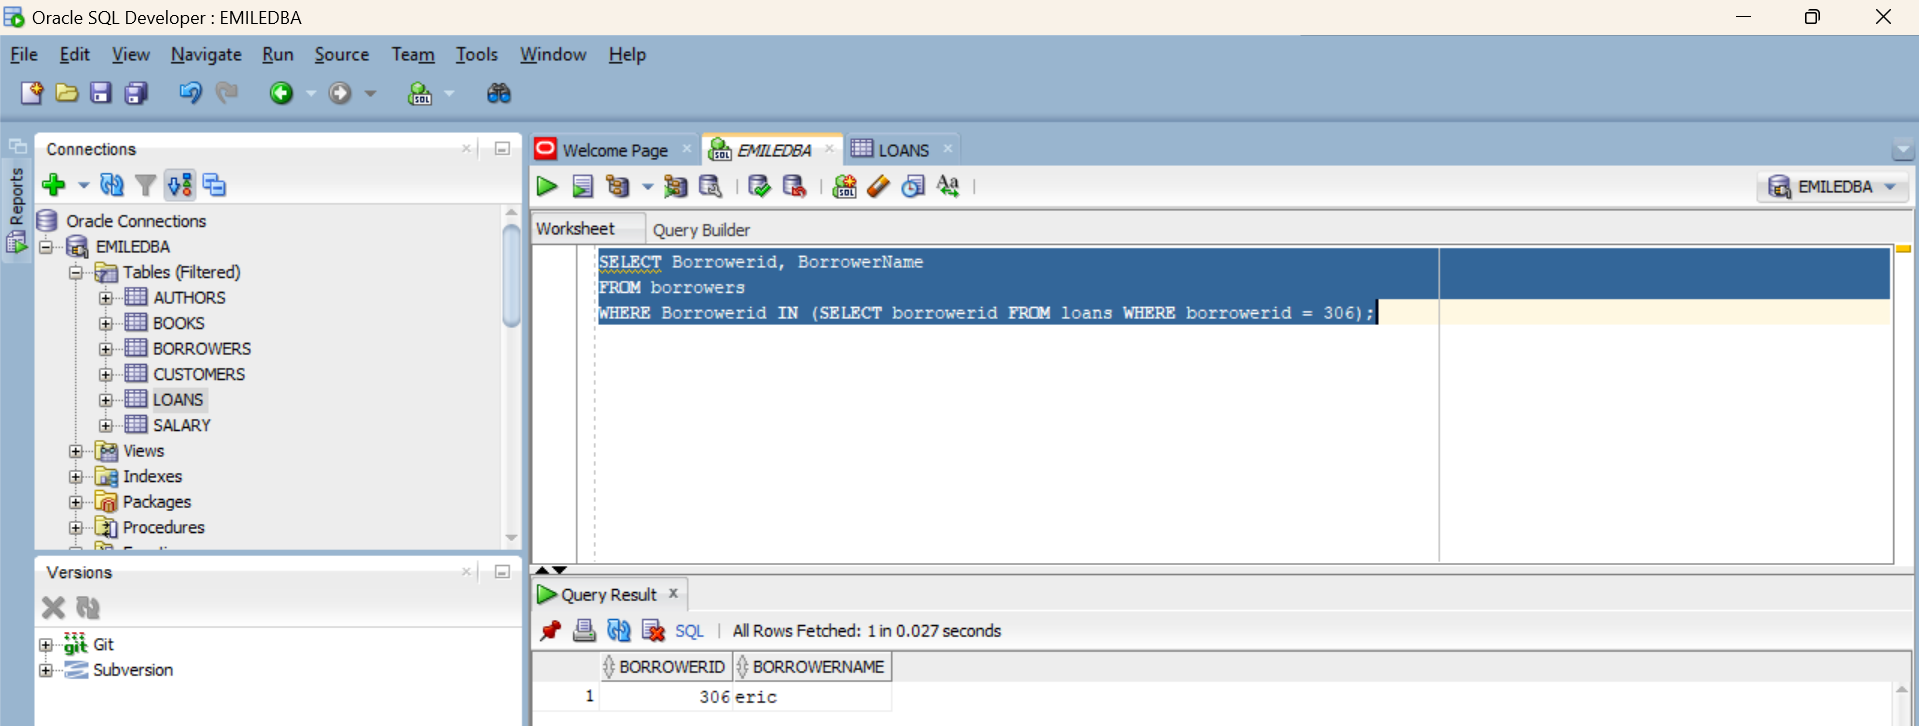 Oracle SQL Developer : EMILEDBA
File Edit View Navigate Run Source Team Tools Window Help
Reports
Connections
Oracle Connections
EMILEDBA
Tables (Filtered)
AUTHORS
BOOKS
BORROWERS
CUSTOMERS
LOANS
SALARY
Views
Indexes
Packages
Procedures
Versions
git Git
Subversion
Welcome Page EMILEDBA LOANS
EMILEDBA
Worksheet Query Builder
SELECT Borrowerid, BorrowerName
FROM borrowers
WHERE Borrowerid IN (SELECT borrowerid FROM loans WHERE borrowerid = 306);
Query Result
SQL | All Rows Fetched: 1 in 0.027 seconds
BORROWERID BORROWERNAME
1 306 eric